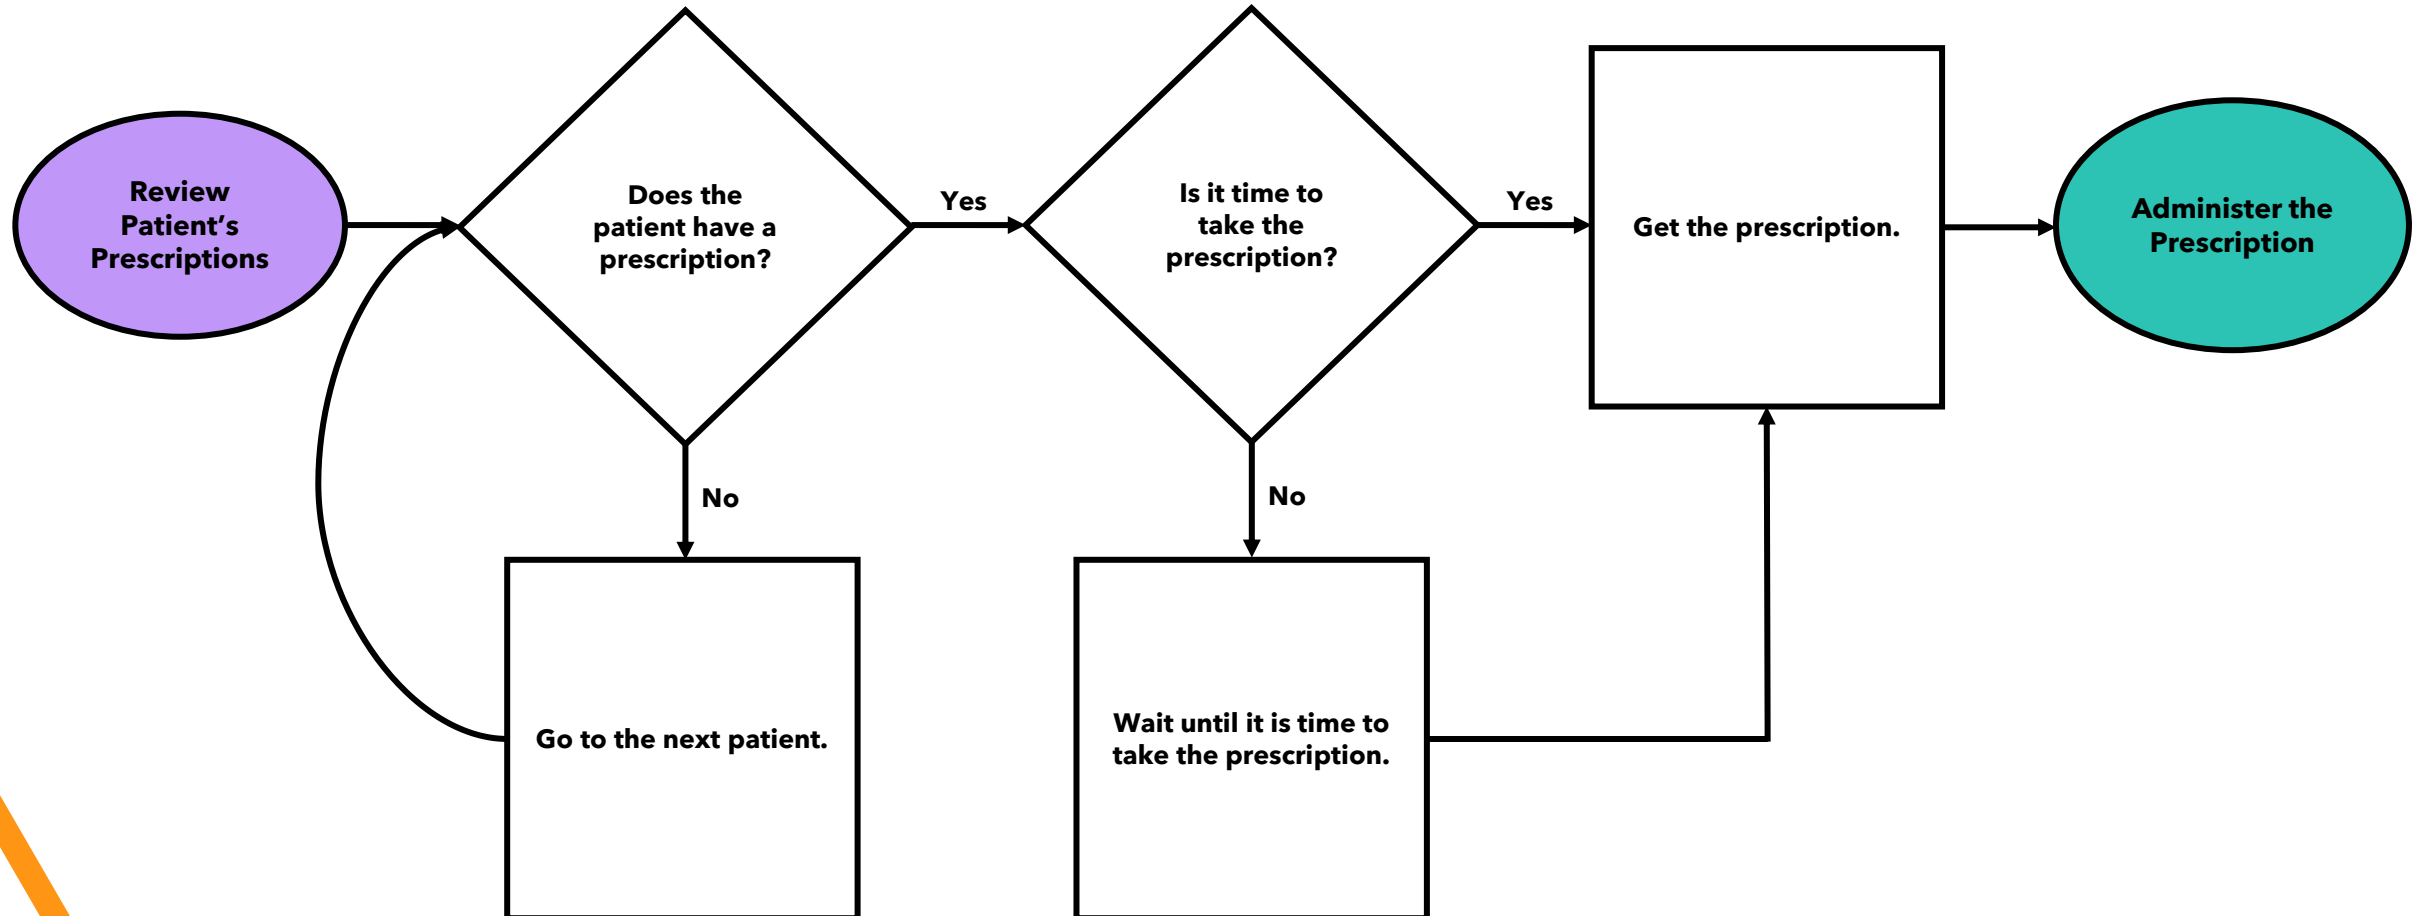 Review
Patient’s
Prescriptions
Does the
patient have a
prescription?
Yes
Is it time to
take the
prescription?
Yes
Get the prescription.
Administer the
Prescription
No
No
Go to the next patient.
Wait until it is time to
take the prescription.